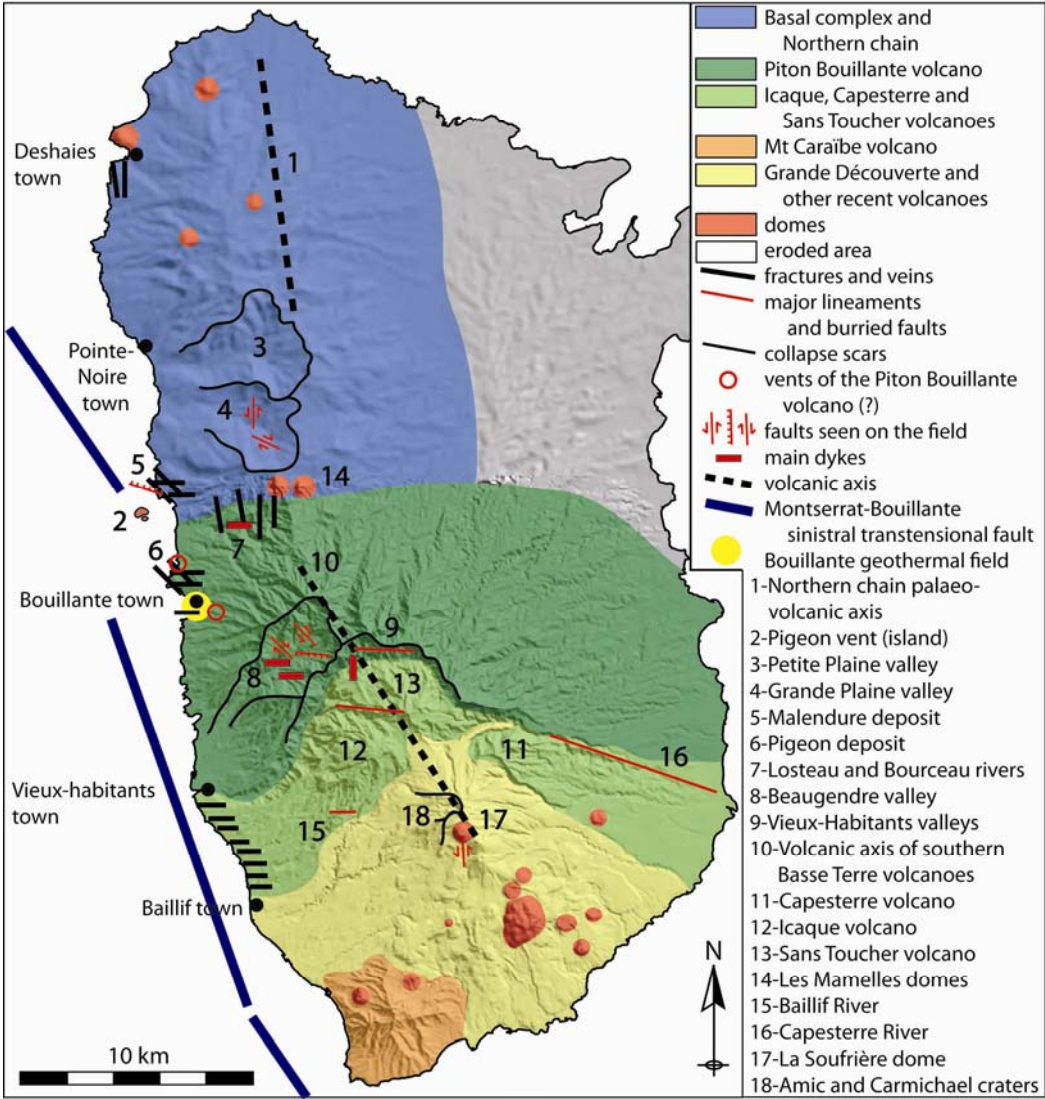 Deshaies
town
1
Pointe-
Noire
town
3
4
5
14
2
7
6
10
Bouillante town
9
8
13
12
11
16
Vieux-habitants
town
18
17
15
Baillif town
N
10 km
Basal complex and
Northern chain
Piton Bouillante volcano
Icaque, Capesterre and
Sans Toucher volcanoes
Mt Caraïbe volcano
Grande Découverte and
other recent volcanoes
domes
eroded area
fractures and veins
major lineaments
and burried faults
collapse scars
vents of the Piton Bouillante
volcano (?)
faults seen on the field
main dykes
volcanic axis
Montserrat-Bouillante
sinistral transtensional fault
Bouillante geothermal field
1-Northern chain palaeo-
volcanic axis
2-Pigeon vent (island)
3-Petite Plaine valley
4-Grande Plaine valley
5-Malendure deposit
6-Pigeon deposit
7-Losteau and Bourceau rivers
8-Beaugendre valley
9-Vieux-Habitants valleys
10-Volcanic axis of southern
Basse Terre volcanoes
11-Capesterre volcano
12-Icaque volcano
13-Sans Toucher volcano
14-Les Mamelles domes
15-Baillif River
16-Capesterre River
17-La Soufrière dome
18-Amic and Carmichael craters